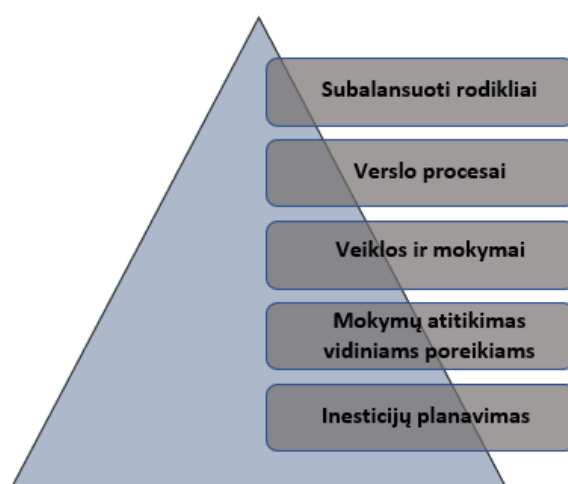 Subalansuoti rodikliai
Verslo procesai
Veiklos ir mokymai
Mokymų atitikimas
vidiniams poreikiams
Inesticijų planavimas